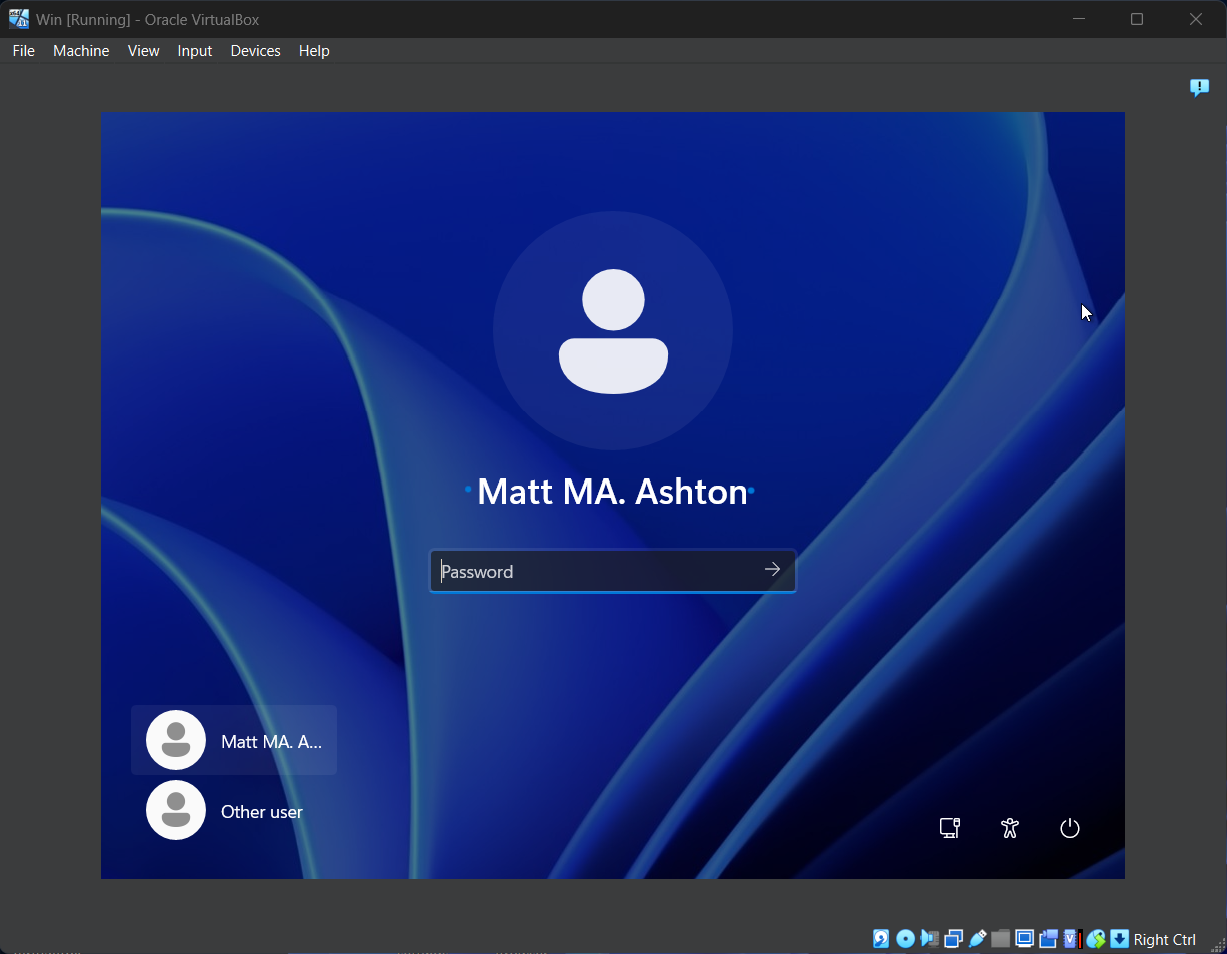 Win [Running] - Oracle VirtualBox
File Machine View Input Devices Help
Matt MA. Ashton
Password
Matt MA. A...
Other user
Right Ctrl